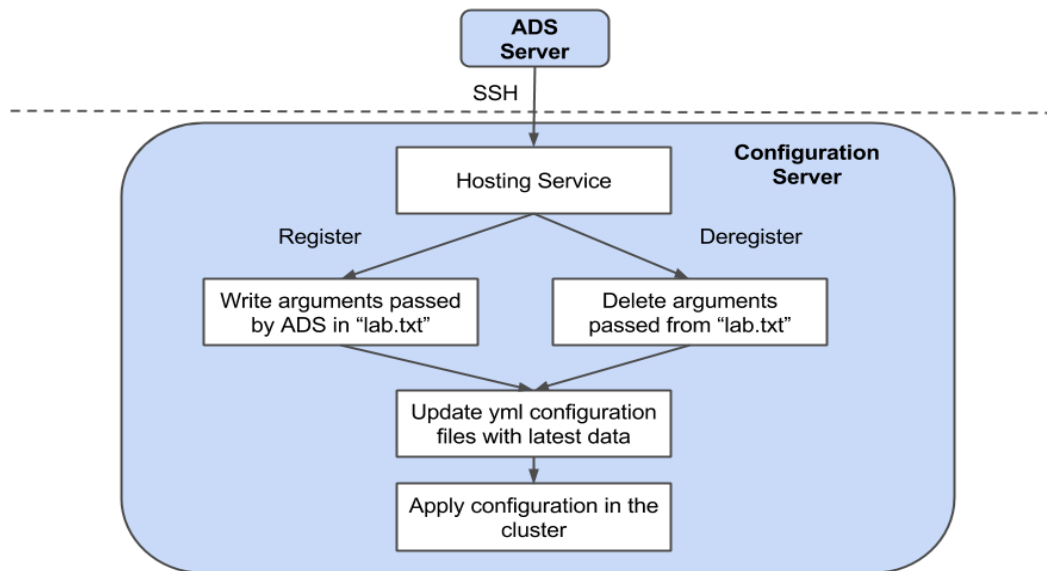 ADS
Server
SSH
Configuration
Server
Hosting Service
Register
Deregister
Write arguments passed
by ADS in “lab.txt”
Delete arguments
passed from “lab.txt”
Update yml configuration
files with latest data
Apply configuration in the
cluster